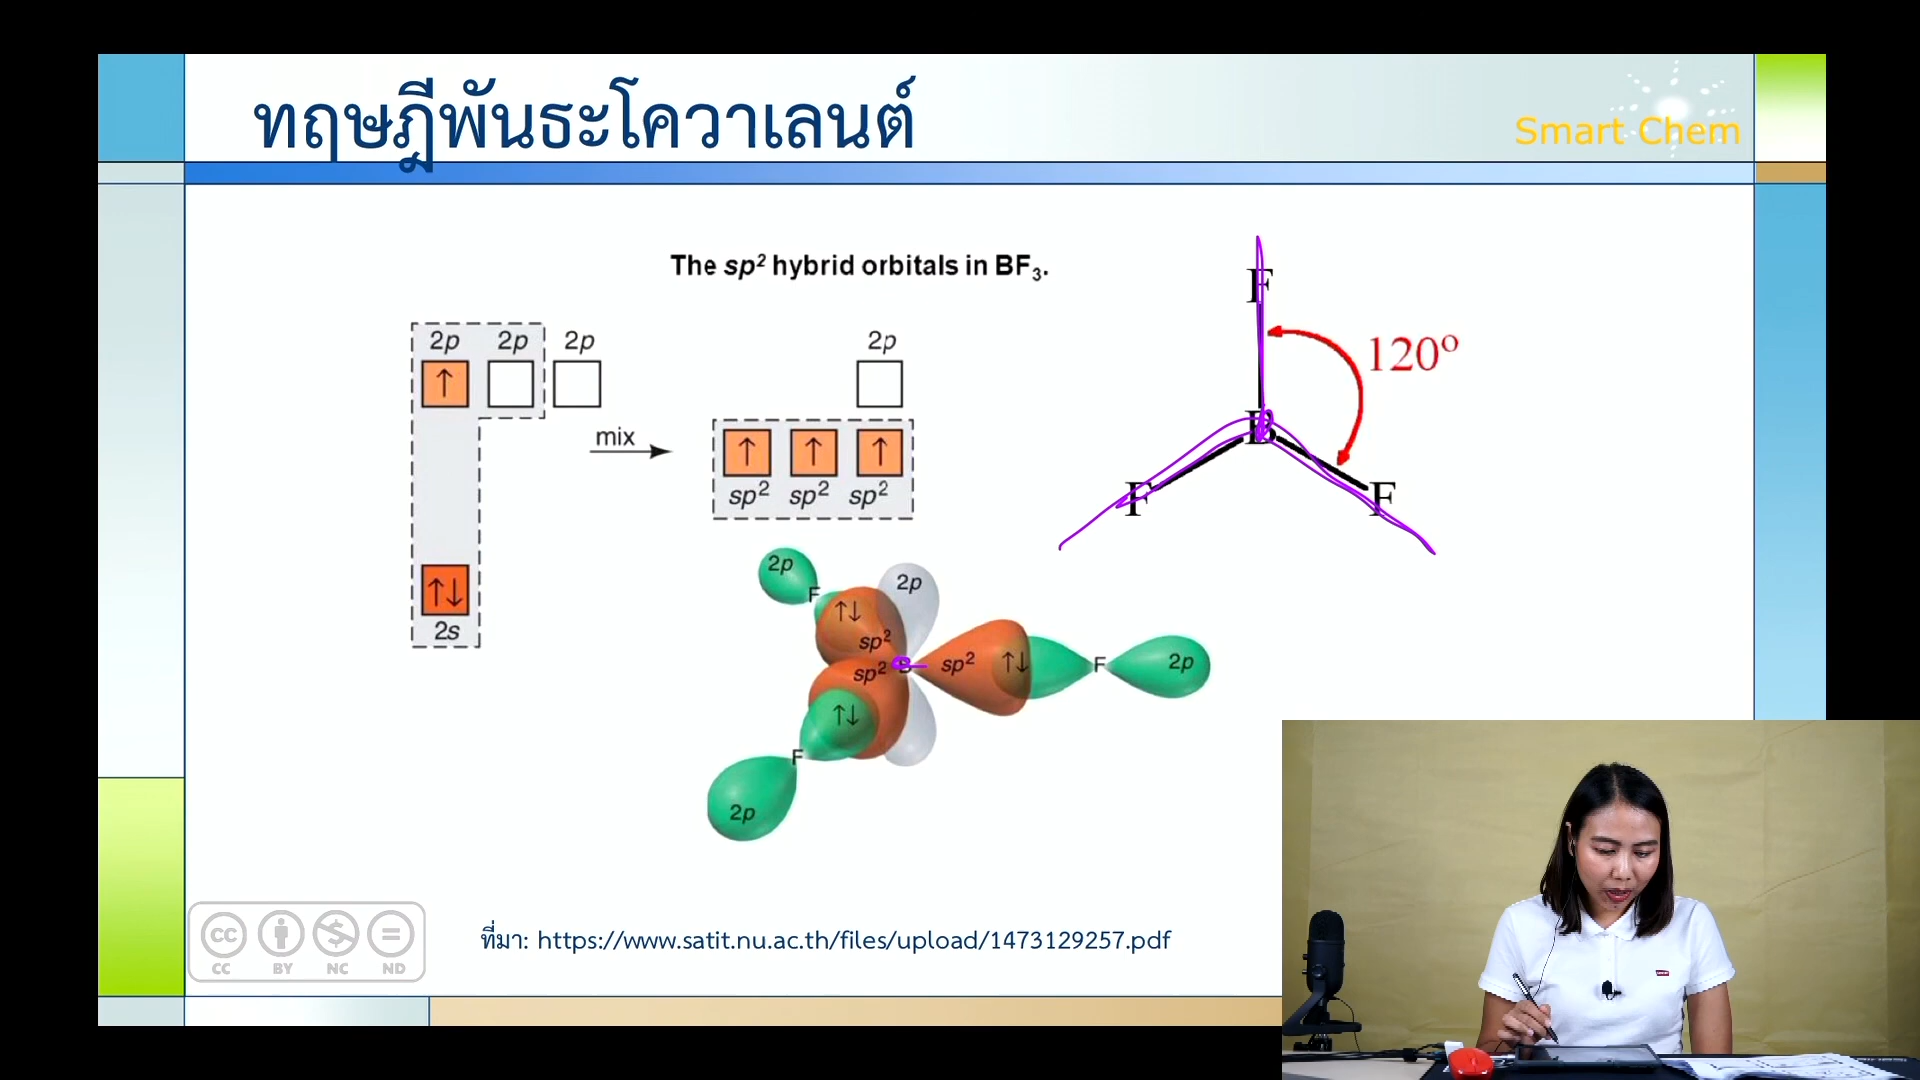 ทฤษฎีพันธะโควาเลนต์
Smart Chem
The sp² hybrid orbitals in BF₃.
2p 2p 2p
↑
mix
↑↓
2s
2p
↑ ↑ ↑
sp² sp² sp²
F
120º
B
F F
2p
F
↑↓
2p
sp²
sp² B sp² ↑↓ F 2p
↑↓
F
2p
cc
CC BY NC ND
ที่มา: https://www.satit.nu.ac.th/files/upload/1473129257.pdf